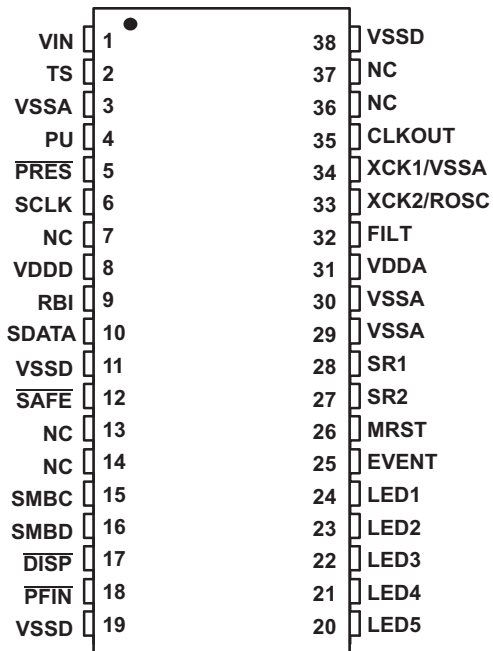 VIN 1 38 VSSD
TS 2 37 NC
VSSA 3 36 NC
PU 4 35 CLKOUT
PRES 5 34 XCK1/VSSA
SCLK 6 33 XCK2/ROSC
NC 7 32 FILT
VDDD 8 31 VDDA
RBI 9 30 VSSA
SDATA 10 29 VSSA
VSSD 11 28 SR1
SAFE 12 27 SR2
NC 13 26 MRST
NC 14 25 EVENT
SMBC 15 24 LED1
SMBD 16 23 LED2
DISP 17 22 LED3
PFIN 18 21 LED4
VSSD 19 20 LED5